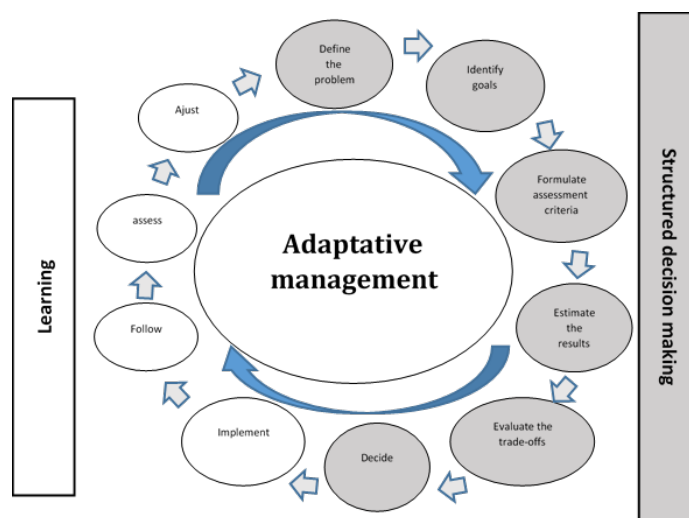 Define
the
problem
Identify
goals
Formulate
assessment
criteria
Estimate
the
results
Evaluate the
trade-offs
Decide
Implement
Follow
assess
Ajust
Adaptative
management
Learning
Structured decision making